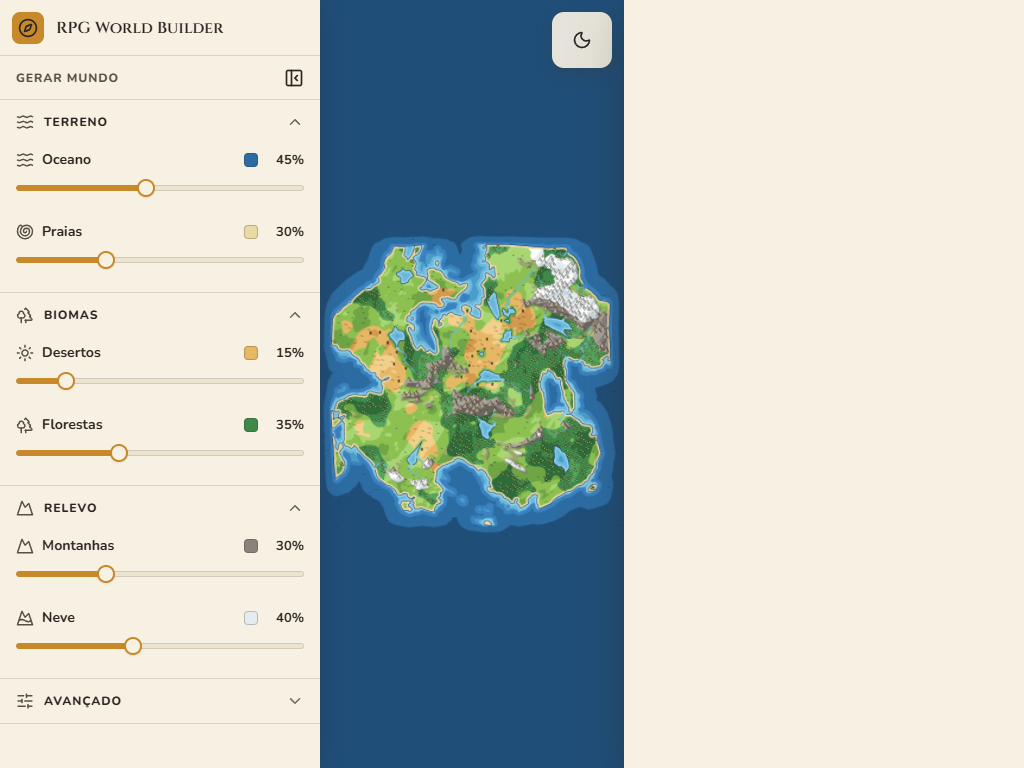 RPG World Builder
GERAR MUNDO
TERRENO
Oceano 45%
Praias 30%
BIOMAS
Desertos 15%
Florestas 35%
RELEVO
Montanhas 30%
Neve 40%
AVANÇADO